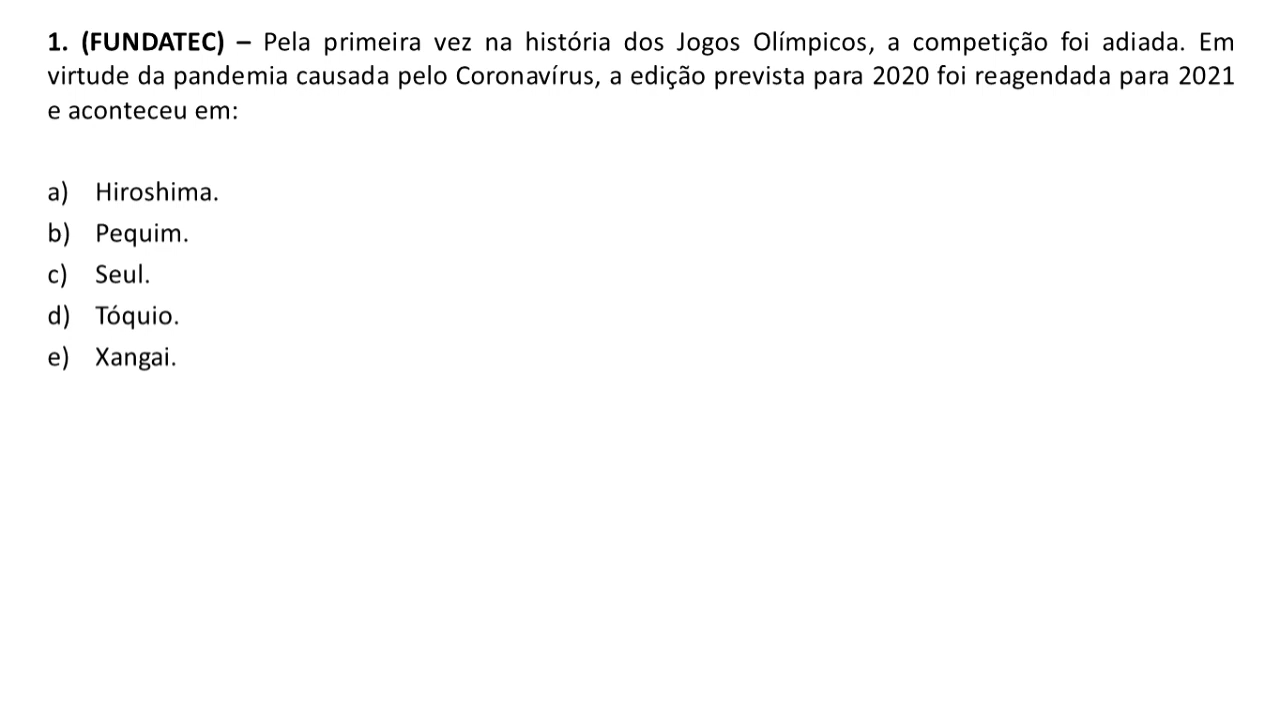 1. (FUNDATEC) – Pela primeira vez na história dos Jogos Olímpicos, a competição foi adiada. Em
virtude da pandemia causada pelo Coronavírus, a edição prevista para 2020 foi reagendada para 2021
e aconteceu em:
a) Hiroshima.
b) Pequim.
c) Seul.
d) Tóquio.
e) Xangai.